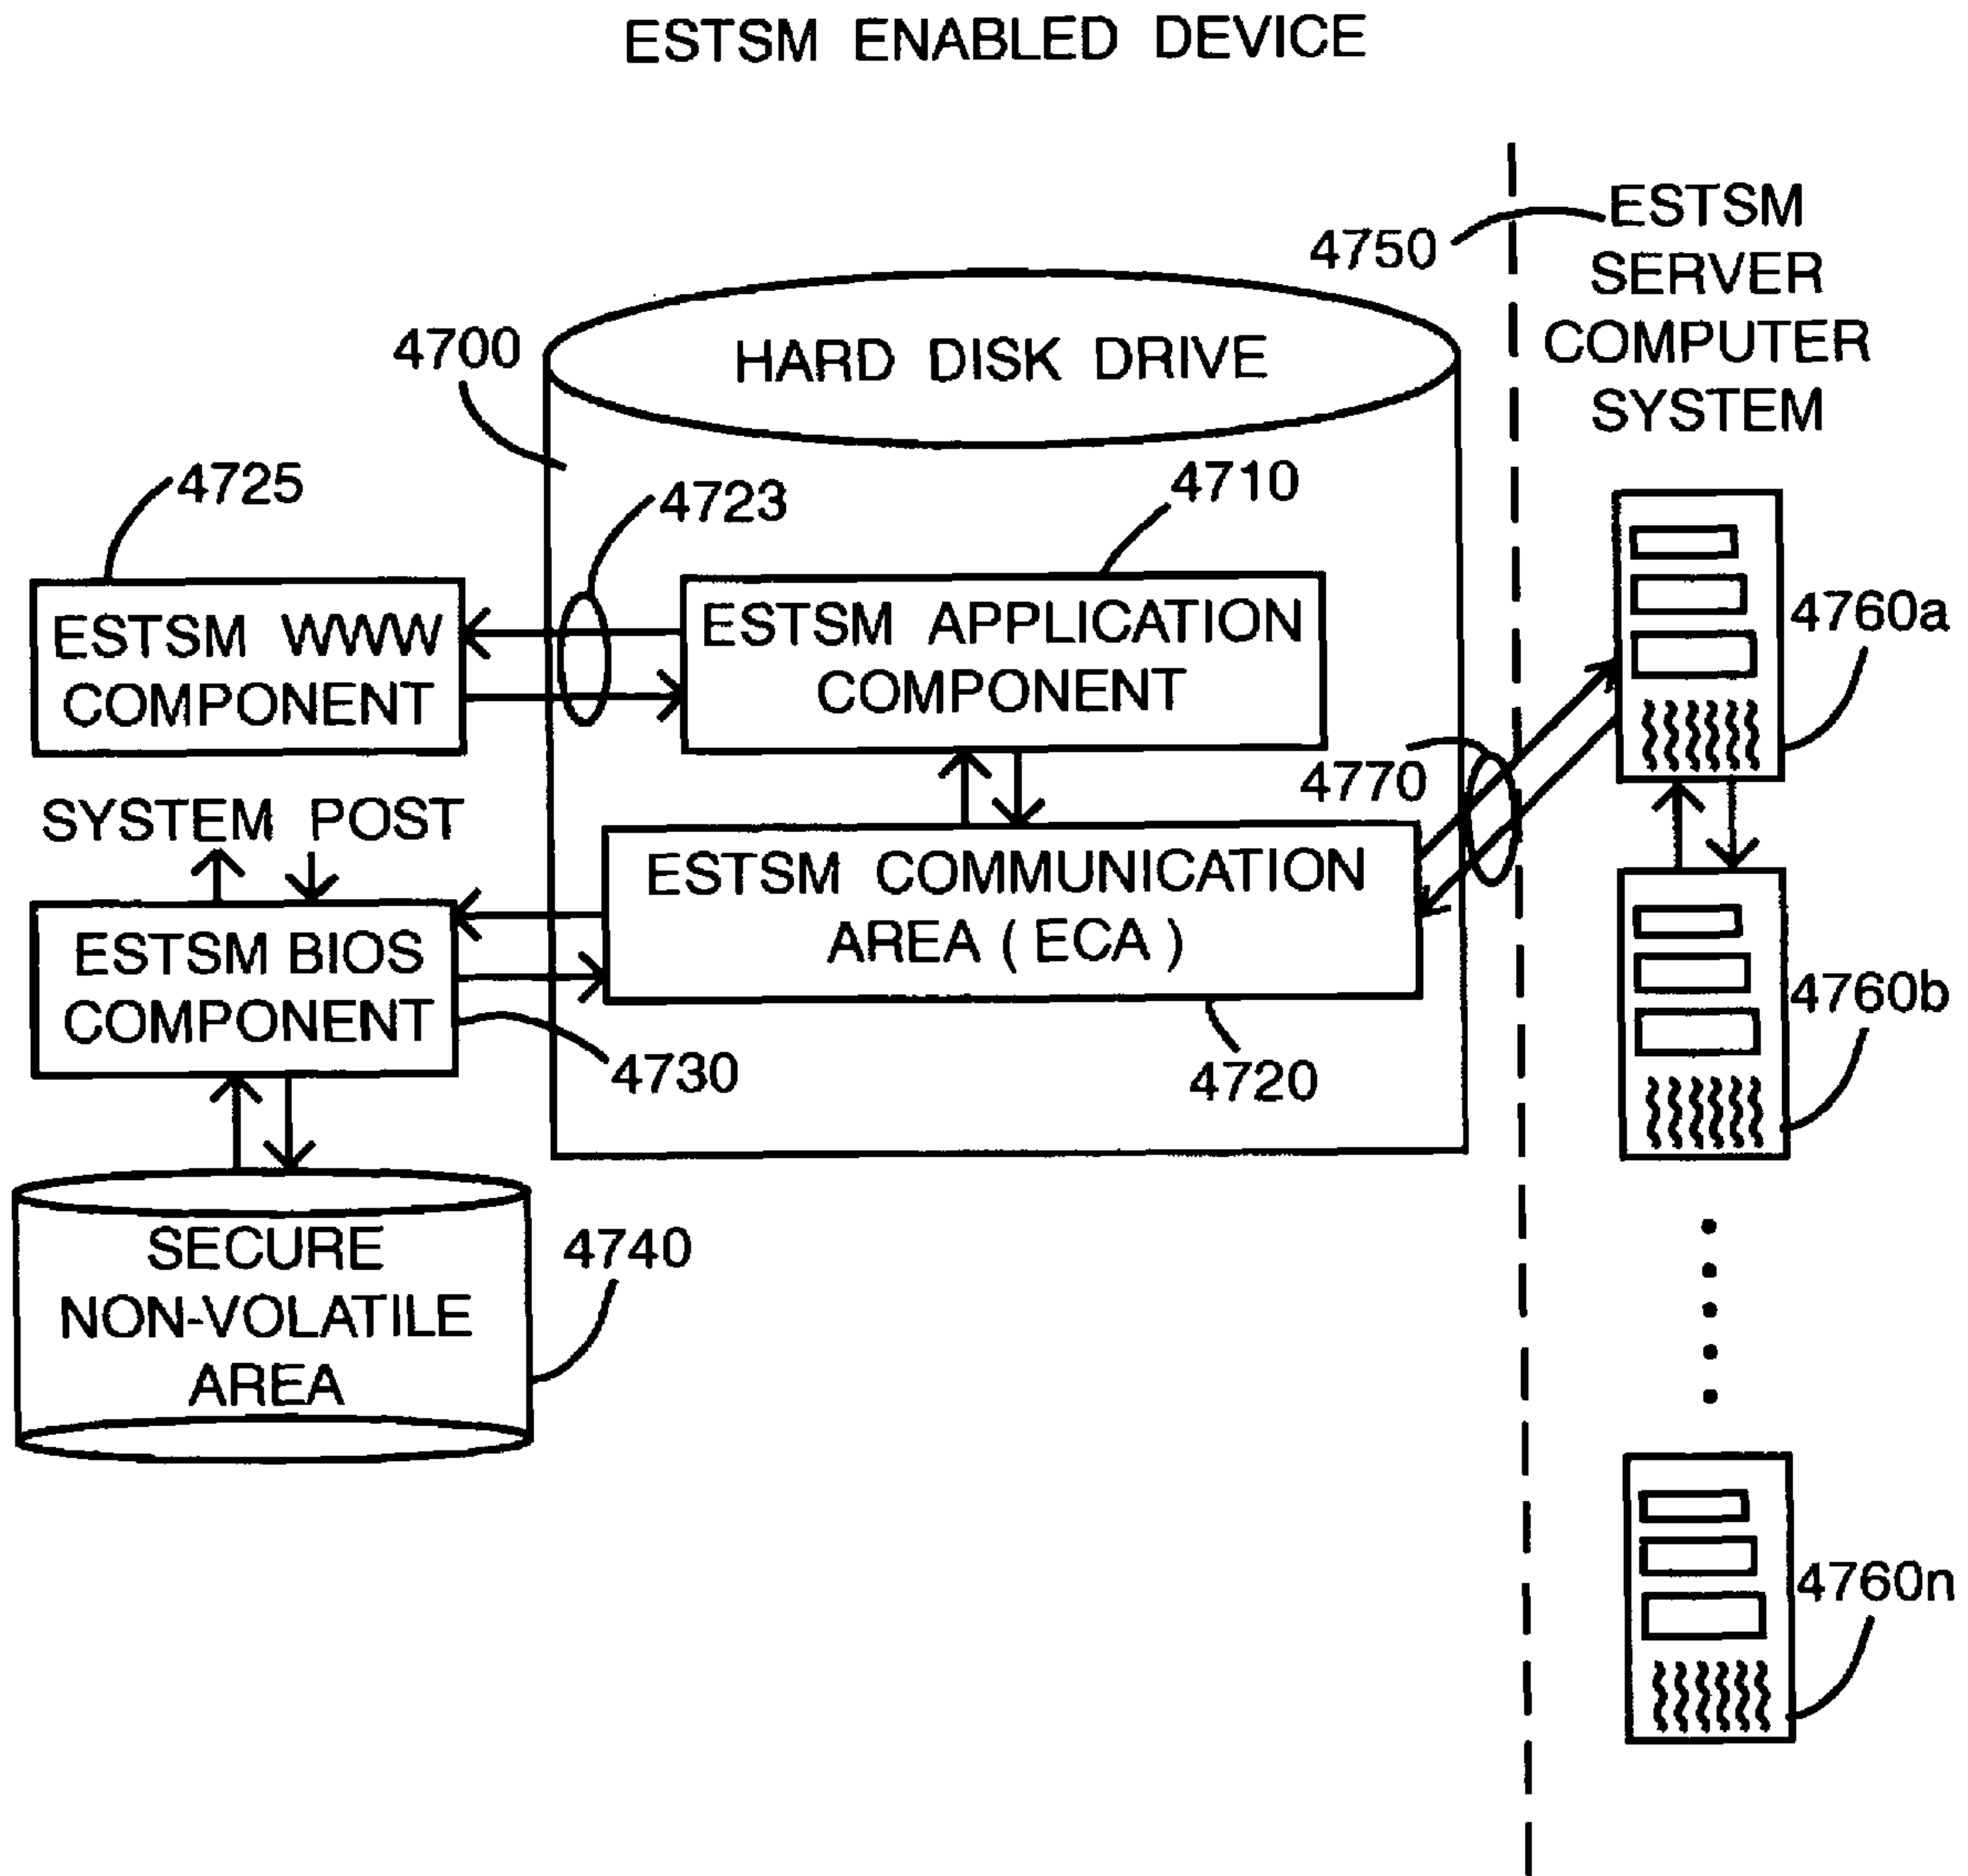 ESTSM ENABLED DEVICE
4750
ESTSM
SERVER
COMPUTER
SYSTEM
4700
HARD DISK DRIVE
4725
4723
4710
ESTSM WWW
COMPONENT
ESTSM APPLICATION
COMPONENT
4760a
4770
SYSTEM POST
ESTSM COMMUNICATION
AREA ( ECA )
ESTSM BIOS
COMPONENT
4760b
4730
4720
SECURE
NON-VOLATILE
AREA
4740
4760n